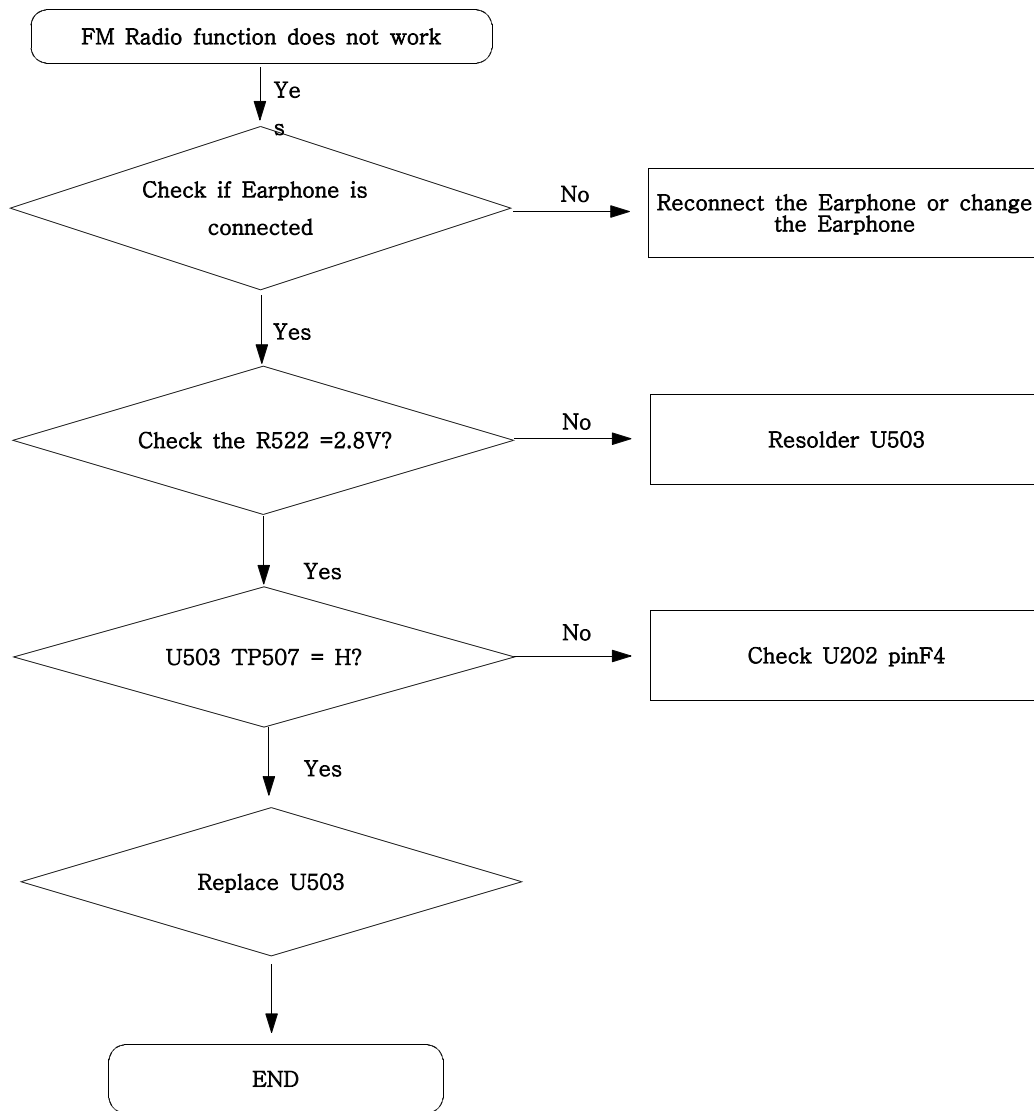 FM Radio function does not work
Ye
s
Check if Earphone is
connected
No
Reconnect the Earphone or change
the Earphone
Yes
Check the R522 =2.8V?
No
Resolder U503
Yes
U503 TP507 = H?
No
Check U202 pinF4
Yes
Replace U503
END